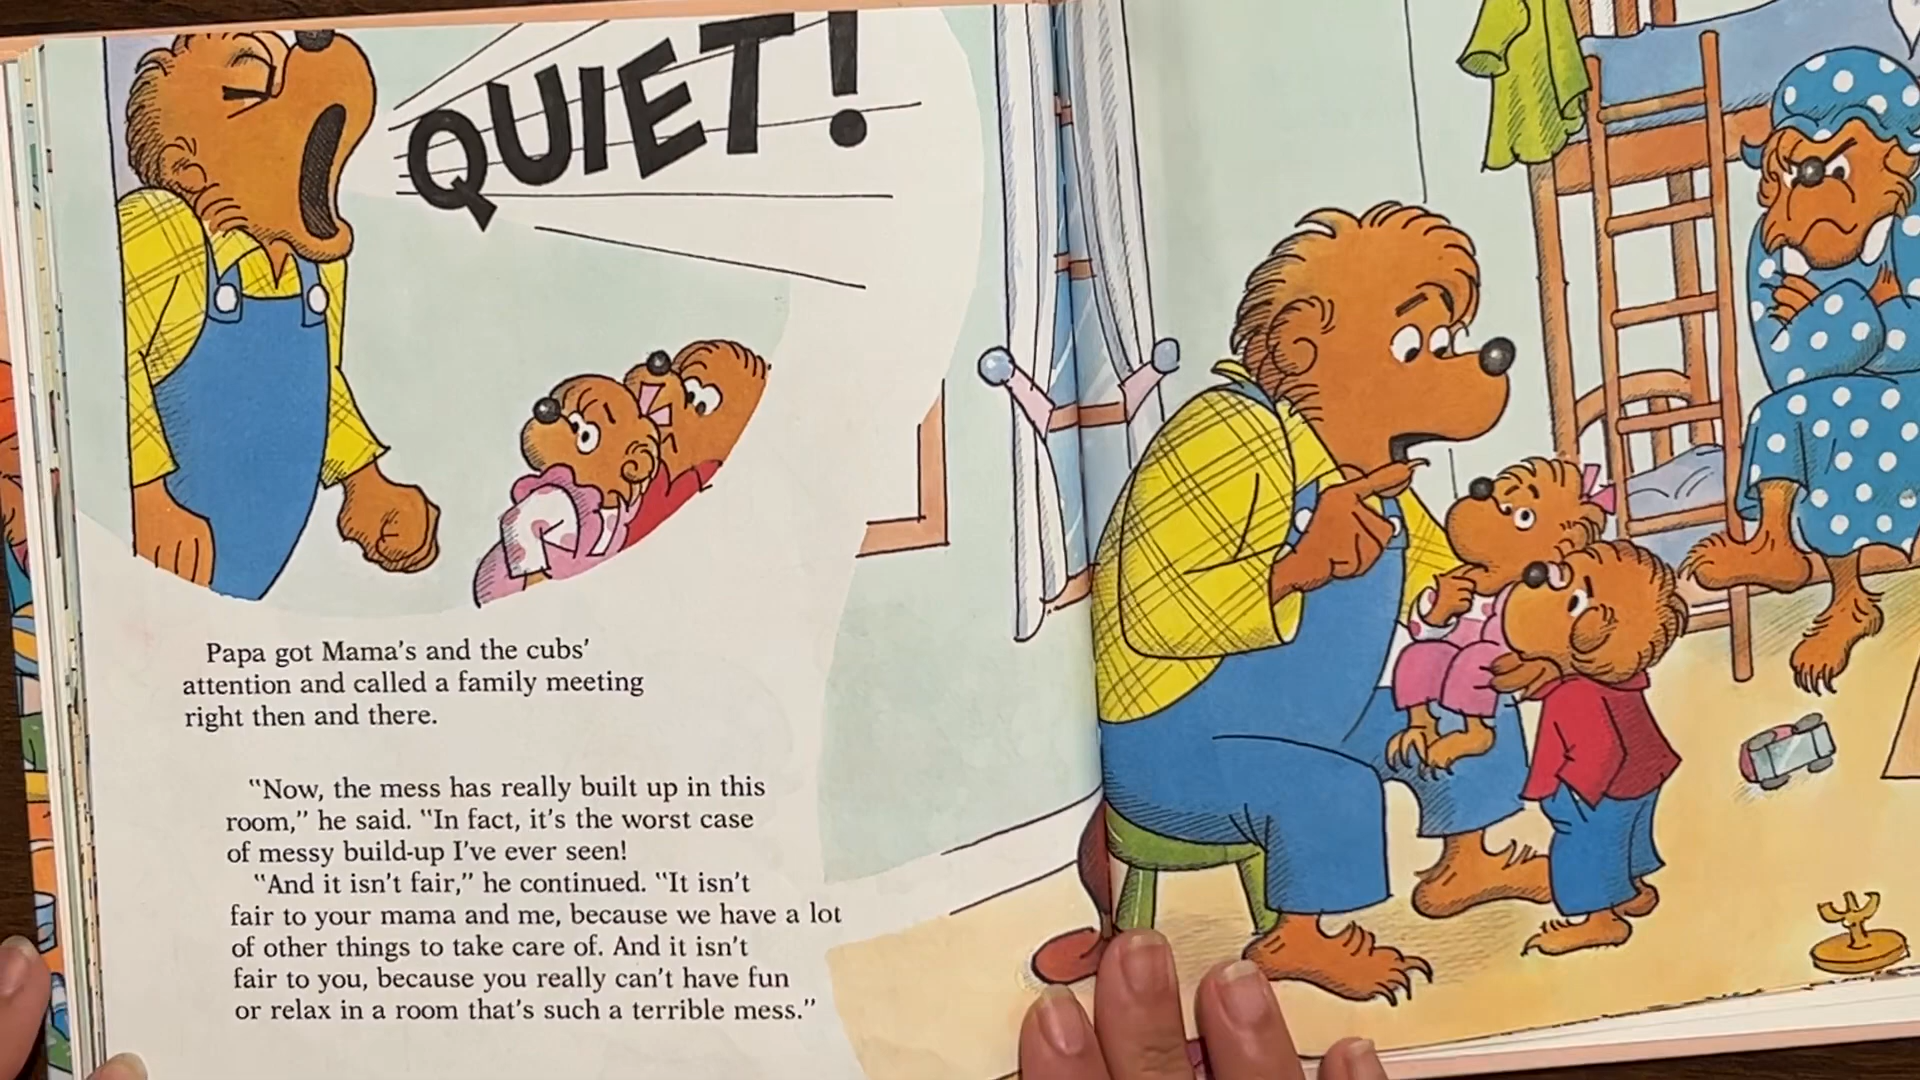 QUIET!
Papa got Mama's and the cubs'
attention and called a family meeting
right then and there.
"Now, the mess has really built up in this
room," he said. "In fact, it's the worst case
of messy build-up I've ever seen!
"And it isn't fair," he continued. "It isn't
fair to your mama and me, because we have a lot
of other things to take care of. And it isn't
fair to you, because you really can't have fun
or relax in a room that's such a terrible mess."